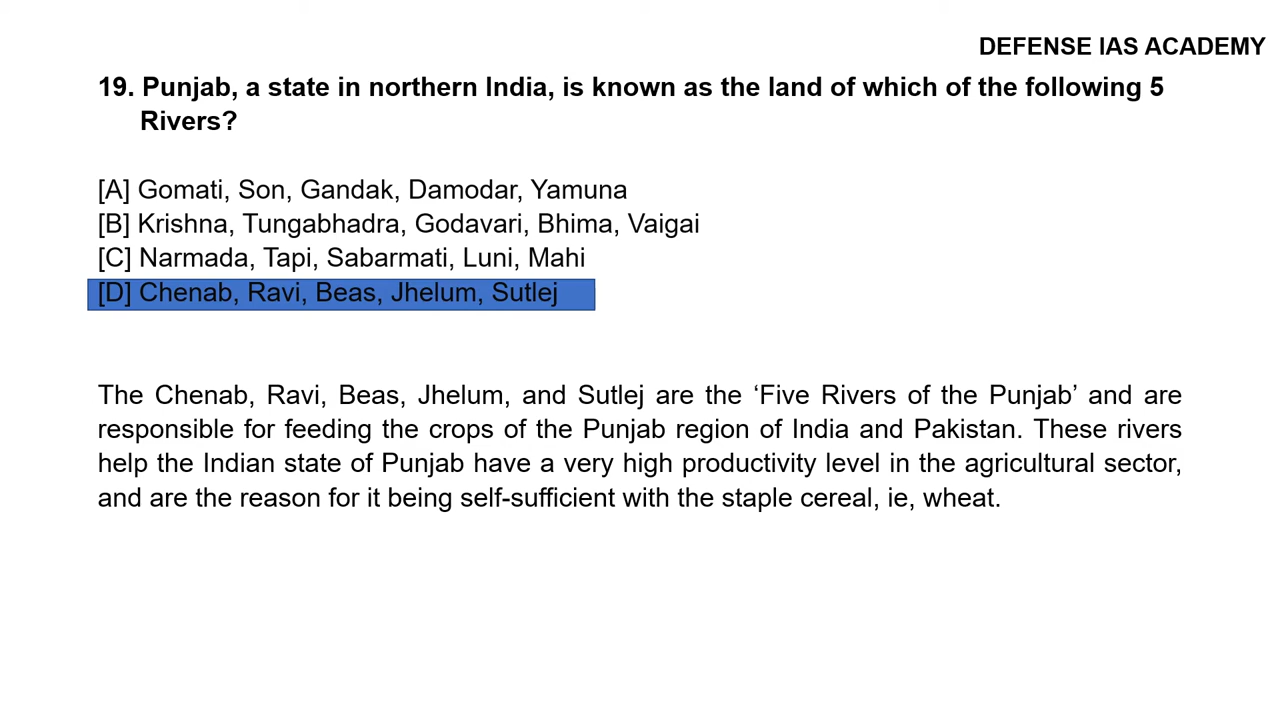 DEFENSE IAS ACADEMY
19. Punjab, a state in northern India, is known as the land of which of the following 5
Rivers?
[A] Gomati, Son, Gandak, Damodar, Yamuna
[B] Krishna, Tungabhadra, Godavari, Bhima, Vaigai
[C] Narmada, Tapi, Sabarmati, Luni, Mahi
[D] Chenab, Ravi, Beas, Jhelum, Sutlej
The Chenab, Ravi, Beas, Jhelum, and Sutlej are the ‘Five Rivers of the Punjab’ and are
responsible for feeding the crops of the Punjab region of India and Pakistan. These rivers
help the Indian state of Punjab have a very high productivity level in the agricultural sector,
and are the reason for it being self-sufficient with the staple cereal, ie, wheat.